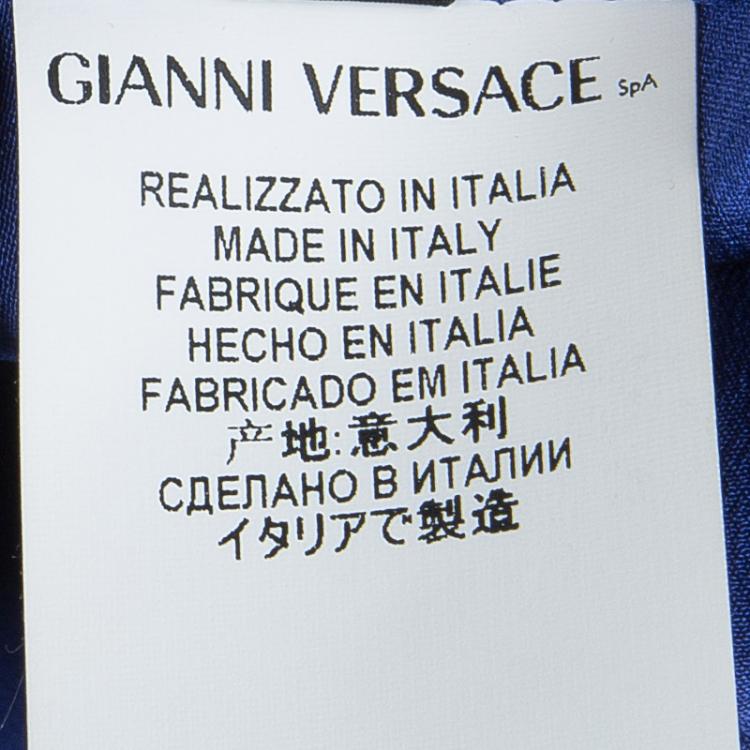 GIANNI VERSACE SpA
REALIZZATO IN ITALIA
MADE IN ITALY
FABRIQUE EN ITALIE
HECHO EN ITALIA
FABRICADO EM ITALIA
产地:意大利
СДЕЛАНО В ИТАЛИИ
イタリアで製造